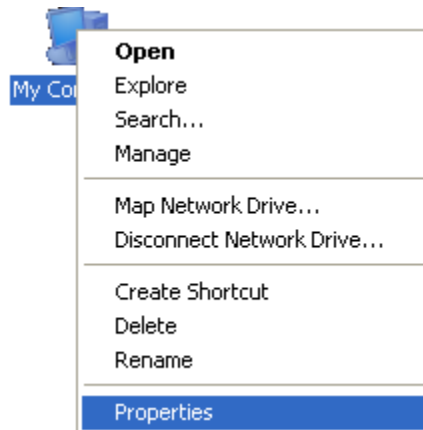 My Co
Open
Explore
Search...
Manage
Map Network Drive...
Disconnect Network Drive...
Create Shortcut
Delete
Rename
Properties